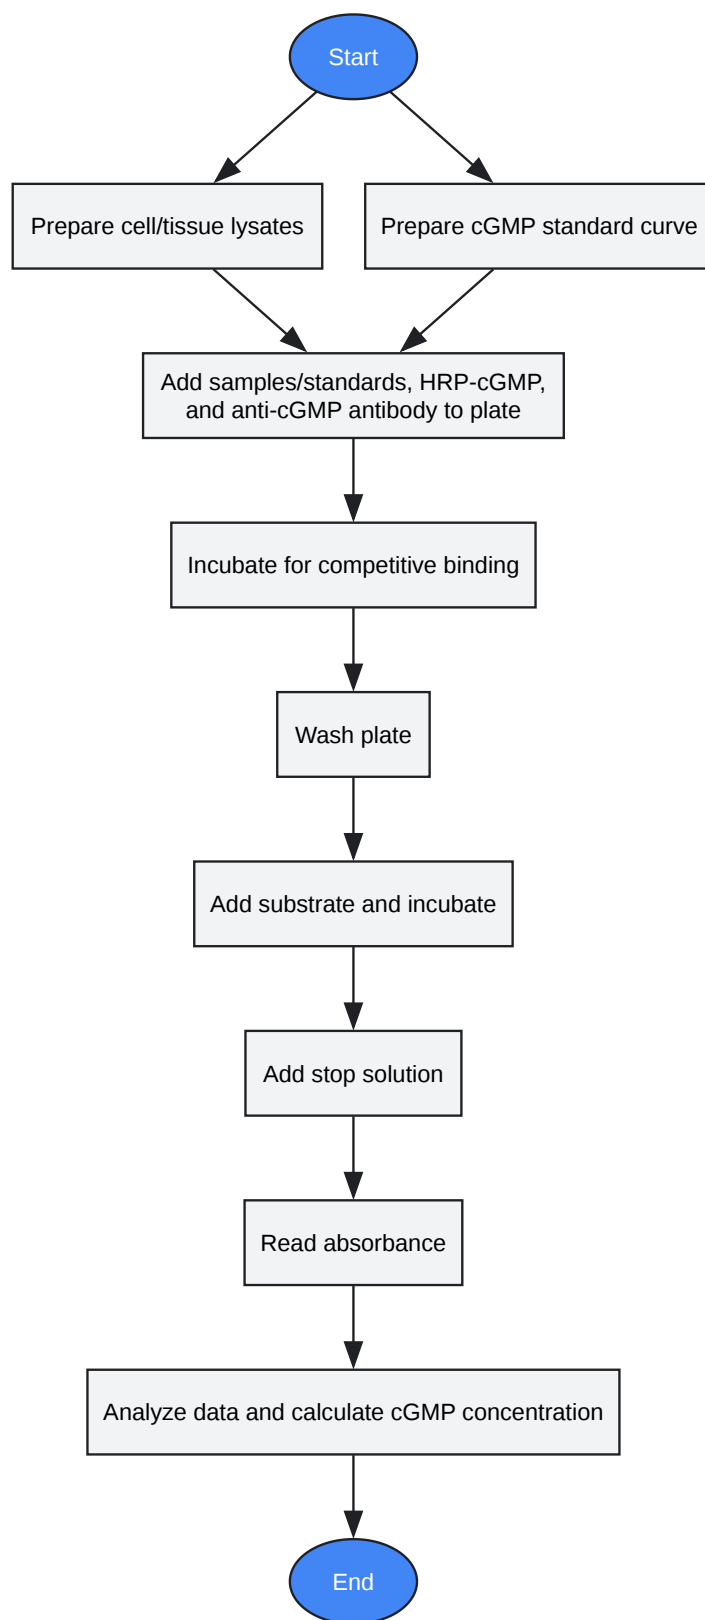 Start
Prepare cell/tissue lysates
Prepare cGMP standard curve
Add samples/standards, HRP-cGMP,
and anti-cGMP antibody to plate
Incubate for competitive binding
Wash plate
Add substrate and incubate
Add stop solution
Read absorbance
Analyze data and calculate cGMP concentration
End